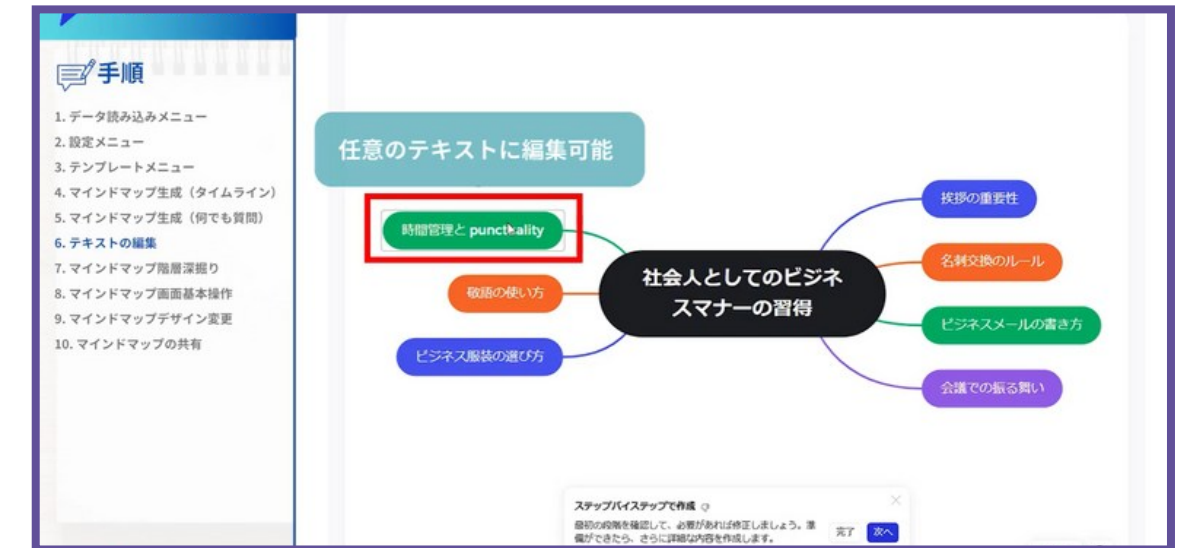 手順
1. データ読み込みメニュー
2. 設定メニュー
3. テンプレートメニュー
4. マインドマップ生成（タイムライン）
5. マインドマップ生成（何でも質問）
6. テキストの編集
7. マインドマップ階層深掘り
8. マインドマップ画面基本操作
9. マインドマップデザイン変更
10. マインドマップの共有
任意のテキストに編集可能
時間管理と punctuality
敬語の使い方
ビジネス服装の選び方
社会人としてのビジネ
スマナーの習得
挨拶の重要性
名刺交換のルール
ビジネスメールの書き方
会議での振る舞い
ステップバイステップで作成
最初の段階を確認して、必要があれば修正しましょう。準
備ができたら、さらに詳細な内容を作成します。
完了
次へ